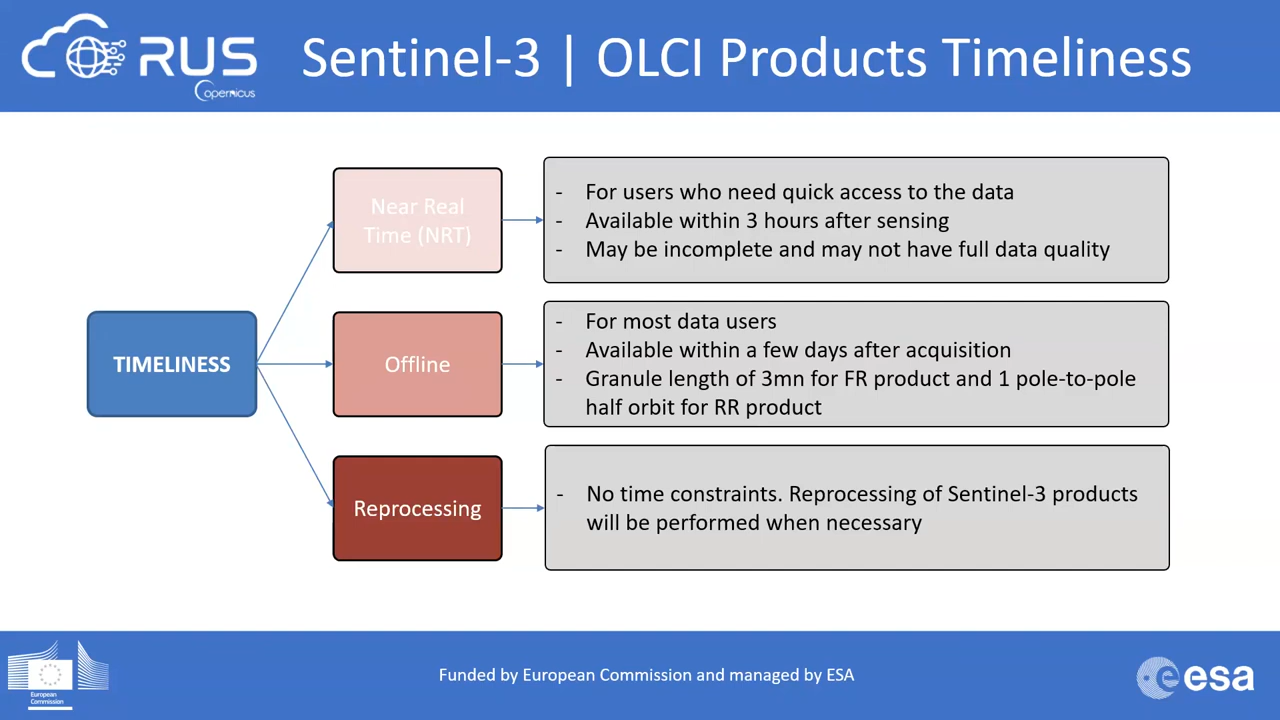 RUS
Copernicus
Sentinel-3 | OLCI Products Timeliness
TIMELINESS
Near Real
Time (NRT)
- For users who need quick access to the data
- Available within 3 hours after sensing
- May be incomplete and may not have full data quality
Offline
- For most data users
- Available within a few days after acquisition
- Granule length of 3mn for FR product and 1 pole-to-pole
half orbit for RR product
Reprocessing
- No time constraints. Reprocessing of Sentinel-3 products
will be performed when necessary
European
Commission
Funded by European Commission and managed by ESA
esa